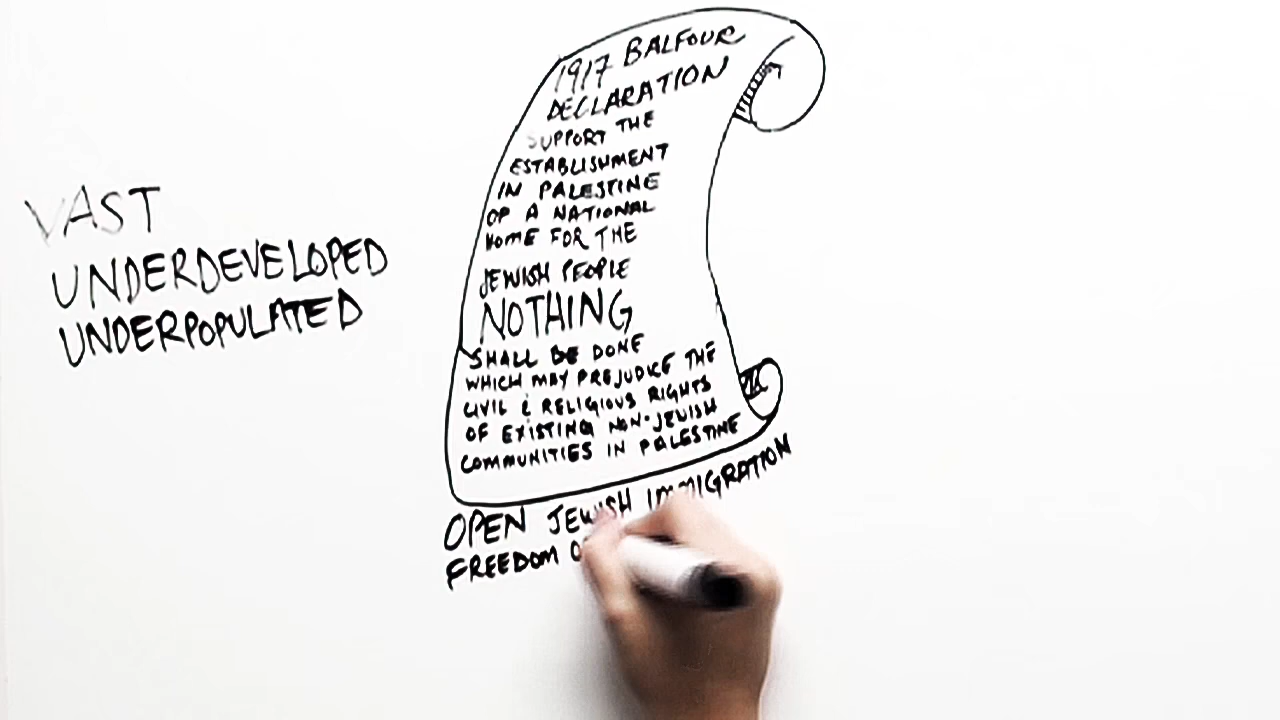 VAST
UNDERDEVELOPED
UNDERPOPULATED
1917 BALFOUR
DECLARATION
SUPPORT THE
ESTABLISHMENT
IN PALESTINE
OF A NATIONAL
HOME FOR THE
JEWISH PEOPLE
NOTHING
SHALL BE DONE
WHICH MAY PREJUDICE THE
CIVIL & RELIGIOUS RIGHTS
OF EXISTING NON-JEWISH
COMMUNITIES IN PALESTINE
OPEN JEWISH IMMIGRATION
FREEDOM